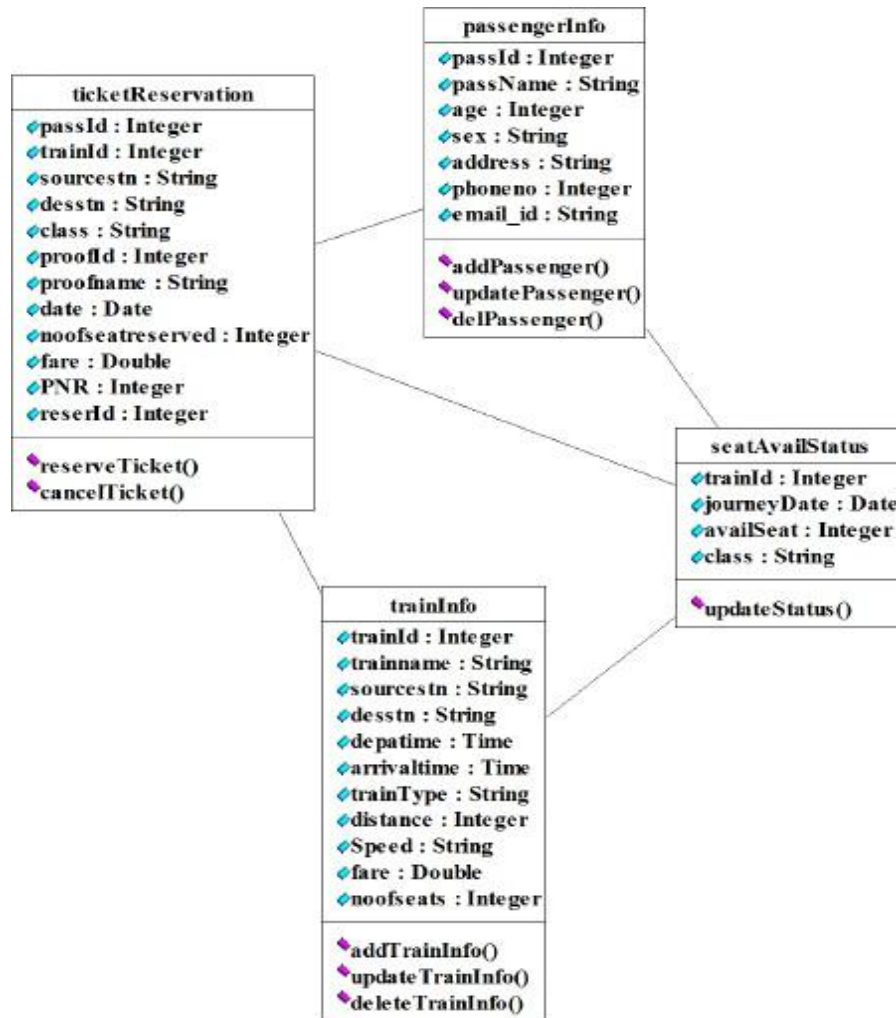 passengerInfo
passId : Integer
passName : String
age : Integer
sex : String
address : String
phoneno : Integer
email_id : String
addPassenger()
updatePassenger()
delPassenger()
ticketReservation
passId : Integer
trainId : Integer
sourcestn : String
desstn : String
class : String
proofId : Integer
proofname : String
date : Date
noofseatreserved : Integer
fare : Double
PNR : Integer
reserId : Integer
reserveTicket()
cancelTicket()
seatAvailStatus
trainId : Integer
journeyDate : Date
availSeat : Integer
class : String
updateStatus()
trainInfo
trainId : Integer
trainname : String
sourcestn : String
desstn : String
depatime : Time
arrivaltime : Time
trainType : String
distance : Integer
Speed : String
fare : Double
noofseats : Integer
addTrainInfo()
updateTrainInfo()
deleteTrainInfo()